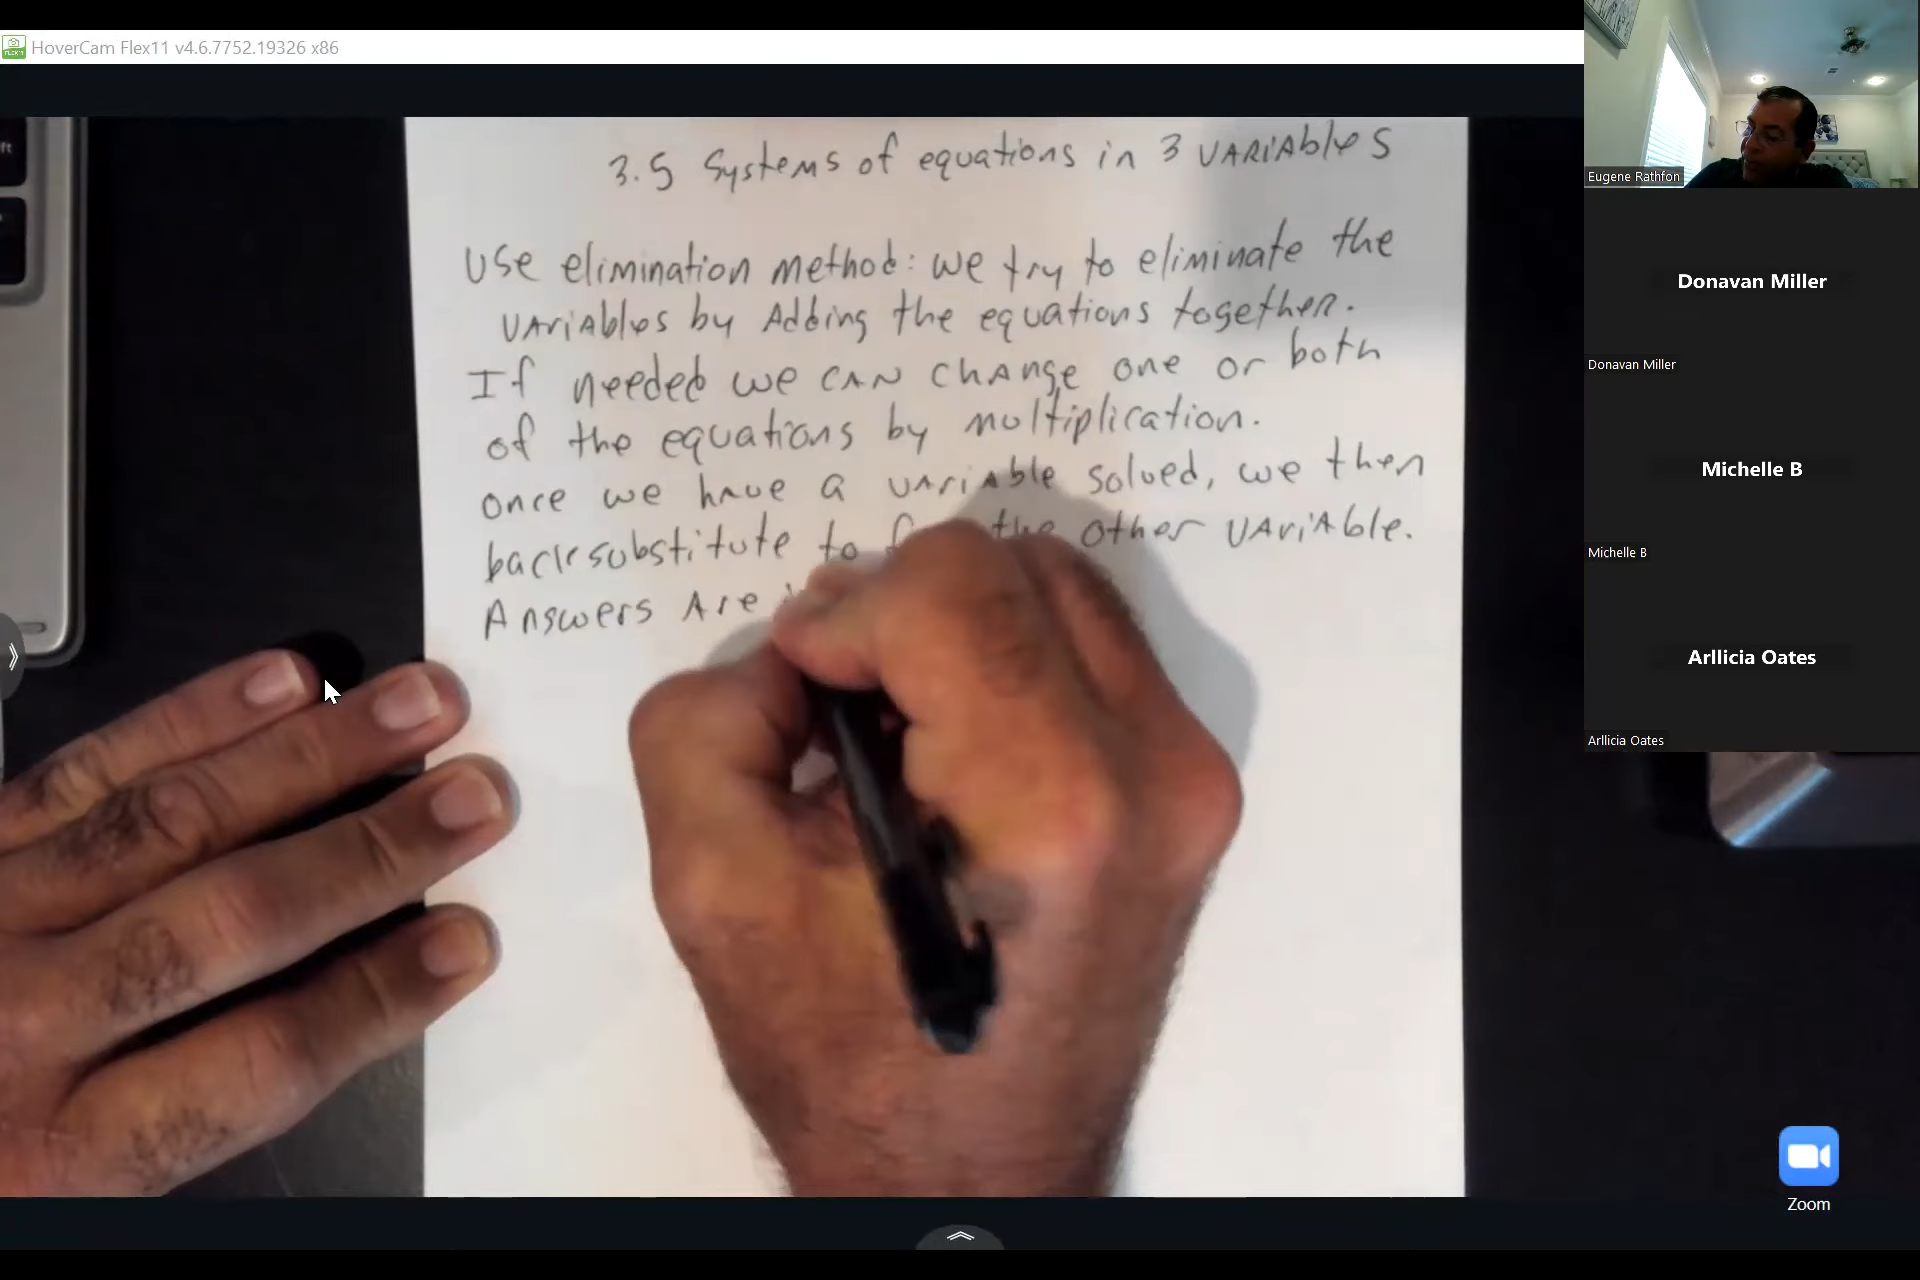 HoverCam Flex11 v4.6.7752.19326 x86
3.5 Systems of equations in 3 VARiAbleS
Use elimination method: we try to eliminate the
VAriAbles by Adding the equations together.
If needed we CAN change one or both
of the equations by multiplication.
once we have a variable solved, we then
backsubstitute to the other VAriAble.
Answers Are
Eugene Rathfon
Donavan Miller
Donavan Miller
Michelle B
Michelle B
Arllicia Oates
Arllicia Oates
Zoom